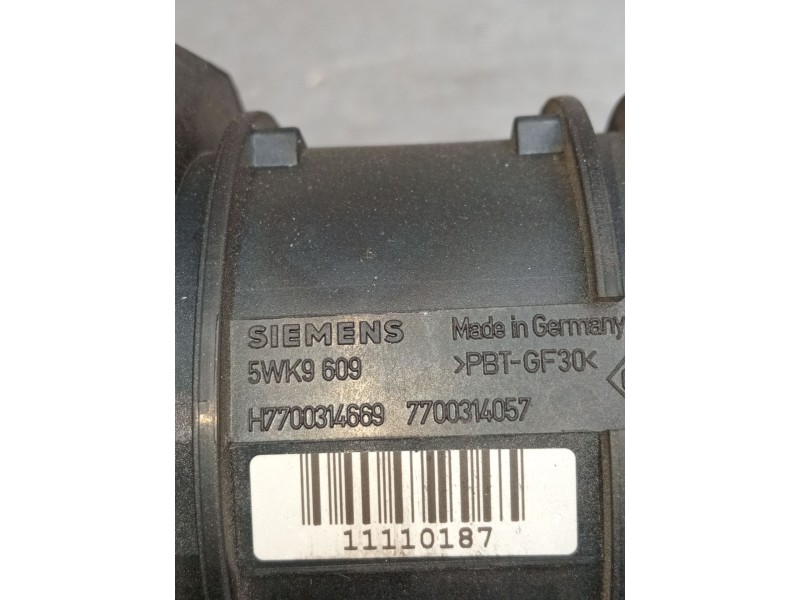 SIEMENS Made in Germany
5WK9 609 >PBT-GF30<
H7700314669 7700314057
11110187